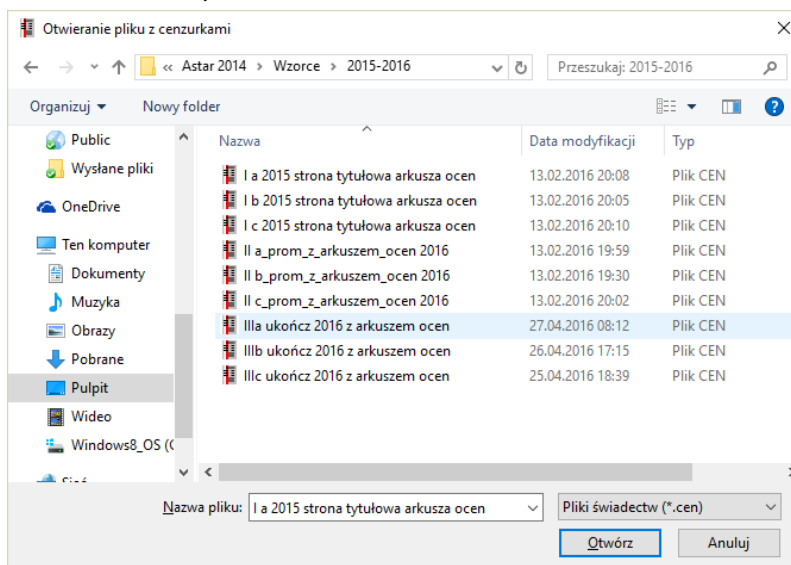 Otwieranie pliku z cenzurkami
« Astar 2014 › Wzorce › 2015-2016
Przeszukaj: 2015-2016
Organizuj
Nowy folder
Public
Wysłane pliki
OneDrive
Ten komputer
Dokumenty
Muzyka
Obrazy
Pobrane
Pulpit
Wideo
Windows8_OS (
Nazwa Data modyfikacji Typ
I a 2015 strona tytułowa arkusza ocen 13.02.2016 20:08 Plik CEN
I b 2015 strona tytułowa arkusza ocen 13.02.2016 20:05 Plik CEN
I c 2015 strona tytułowa arkusza ocen 13.02.2016 20:10 Plik CEN
II a_prom_z_arkuszem_ocen 2016 13.02.2016 19:59 Plik CEN
II b_prom_z_arkuszem_ocen 2016 13.02.2016 19:30 Plik CEN
II c_prom_z_arkuszem_ocen 2016 13.02.2016 20:02 Plik CEN
IIIa ukończ 2016 z arkuszem ocen 27.04.2016 08:12 Plik CEN
IIIb ukończ 2016 z arkuszem ocen 26.04.2016 17:15 Plik CEN
IIIc ukończ 2016 z arkuszem ocen 25.04.2016 18:39 Plik CEN
Nazwa pliku: I a 2015 strona tytułowa arkusza ocen
Pliki świadectw (*.cen)
Otwórz
Anuluj